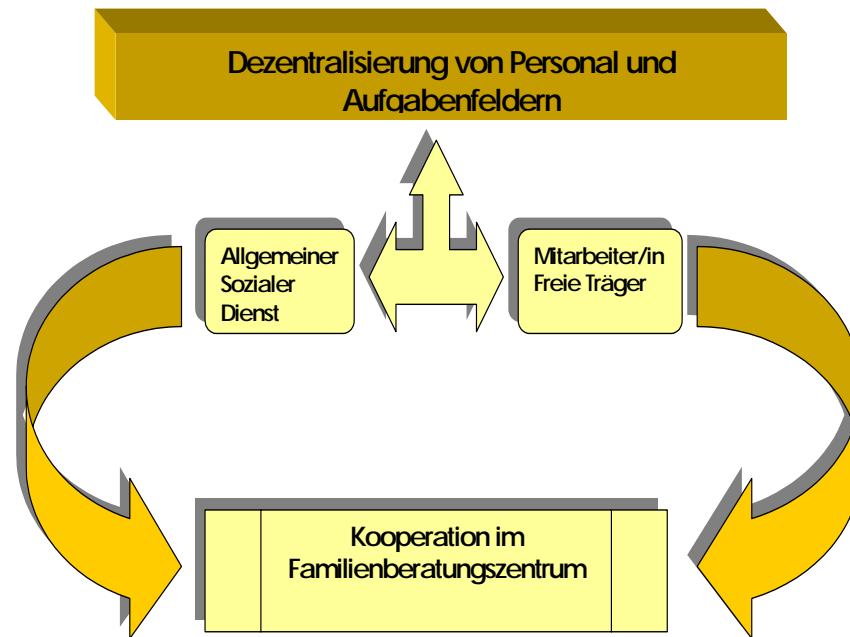 Dezentralisierung von Personal und
Aufgabenfeldern
Allgemeiner
Sozialer
Dienst
Mitarbeiter/in
Freie Träger
Kooperation im
Familienberatungszentrum